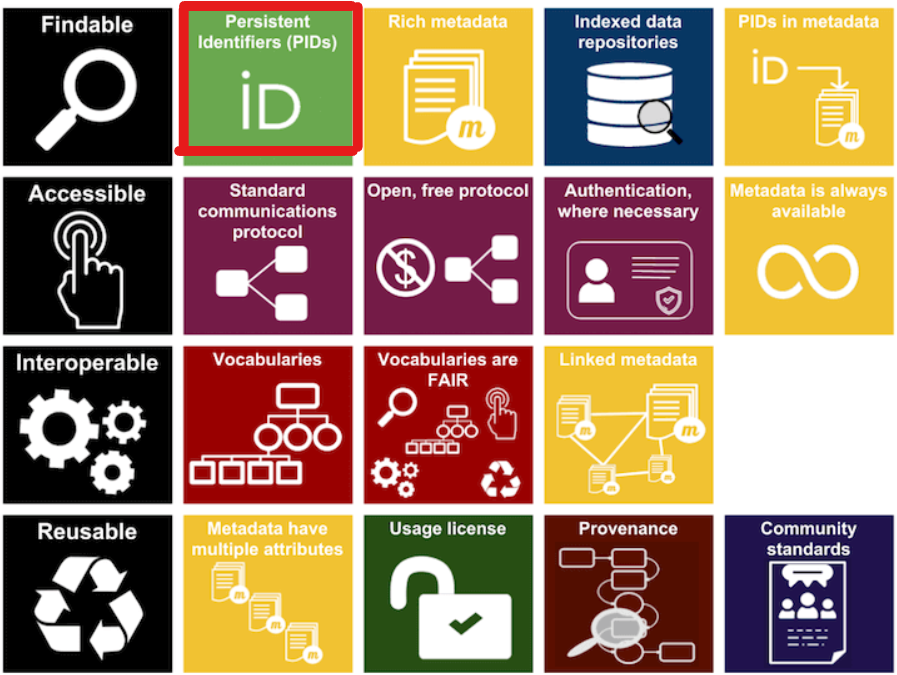 Findable
Persistent
Identifiers (PIDs)
iD
Rich metadata
m
Indexed data
repositories
PIDs in metadata
iD
m
Accessible
Standard
communications
protocol
Open, free protocol
$
Authentication,
where necessary
Metadata is always
available
Interoperable
Vocabularies
Vocabularies are
FAIR
Linked metadata
m
m
m
m
Reusable
Metadata have
multiple attributes
m
m
m
Usage license
Provenance
Community
standards